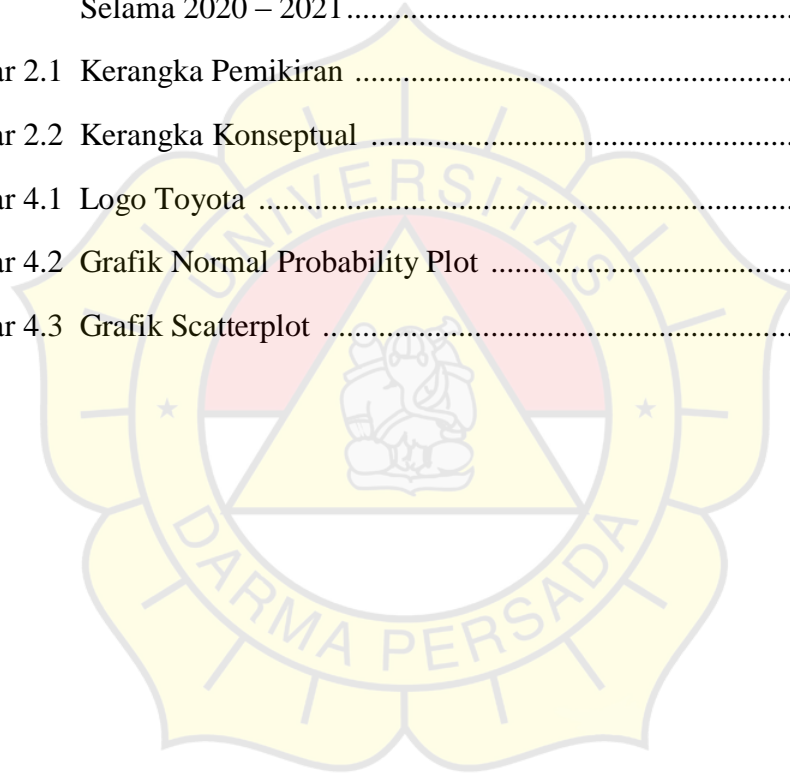 Selama 2020 – 2021........................................................
ar 2.1 Kerangka Pemikiran ........................................................
ar 2.2 Kerangka Konseptual ......................................................
ar 4.1 Logo Toyota ....................................................................
ar 4.2 Grafik Normal Probability Plot ......................................
ar 4.3 Grafik Scatterplot ...........................................................
UNIVERSITAS
DARMA PERSADA